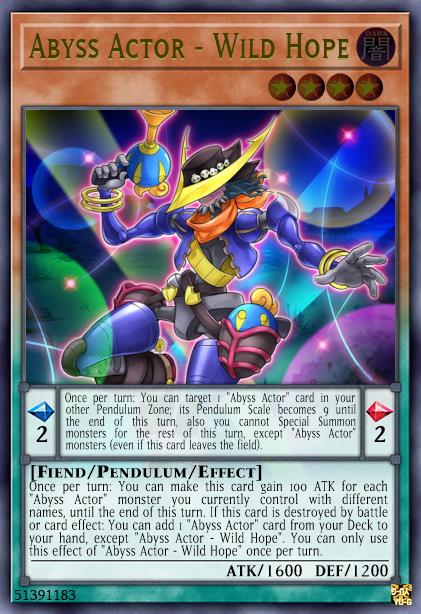 Abyss Actor - Wild Hope
DARK
闇
Once per turn: You can target 1 "Abyss Actor" card in your
other Pendulum Zone; its Pendulum Scale becomes 9 until
the end of this turn, also you cannot Special Summon
monsters for the rest of this turn, except "Abyss Actor"
monsters (even if this card leaves the field).
2
2
[Fiend/Pendulum/Effect]
Once per turn: You can make this card gain 100 ATK for each
"Abyss Actor" monster you currently control with different
names, until the end of this turn. If this card is destroyed by battle
or card effect: You can add 1 "Abyss Actor" card from your Deck to
your hand, except "Abyss Actor - Wild Hope". You can only use
this effect of "Abyss Actor - Wild Hope" once per turn.
ATK/1600 DEF/1200
51391183